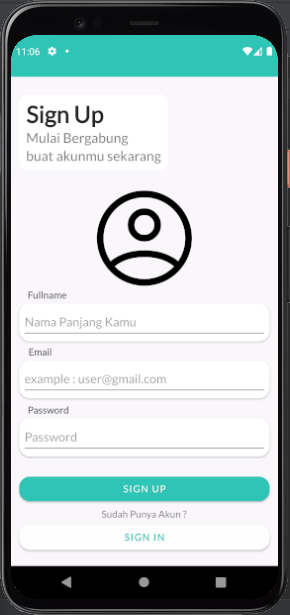 11:06
Sign Up
Mulai Bergabung
buat akunmu sekarang
Fullname
Nama Panjang Kamu
Email
example : user@gmail.com
Password
Password
SIGN UP
Sudah Punya Akun ?
SIGN IN